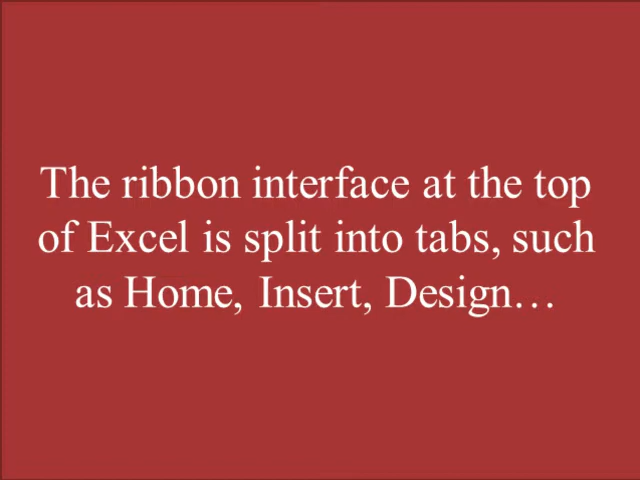 The ribbon interface at the top
of Excel is split into tabs, such
as Home, Insert, Design…